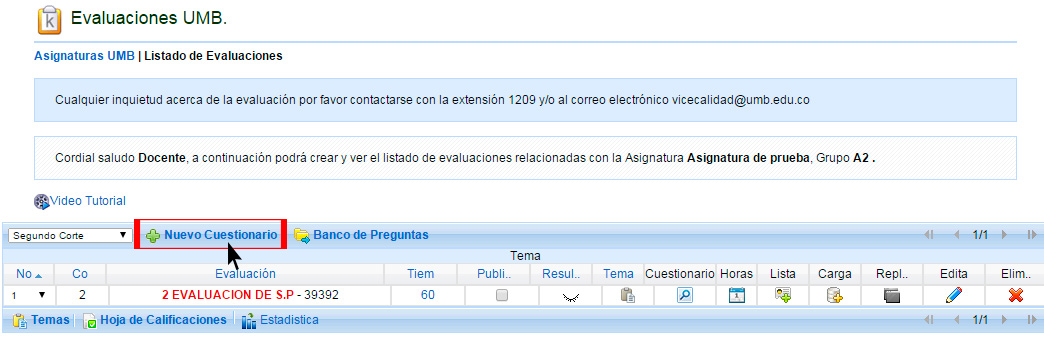 Evaluaciones UMB.
Asignaturas UMB | Listado de Evaluaciones
Cualquier inquietud acerca de la evaluación por favor contactarse con la extensión 1209 y/o al correo electrónico vicecalidad@umb.edu.co
Cordial saludo Docente, a continuación podrá crear y ver el listado de evaluaciones relacionadas con la Asignatura Asignatura de prueba, Grupo A2 .
Video Tutorial
Segundo Corte Nuevo Cuestionario Banco de Preguntas 1/1
Tema
No Co Evaluación Tiem Publi.. Resul.. Tema Cuestionario Horas Lista Carga Repl.. Edita Elim..
1 2 2 EVALUACION DE S.P - 39392 60
Temas Hoja de Calificaciones Estadistica 1/1